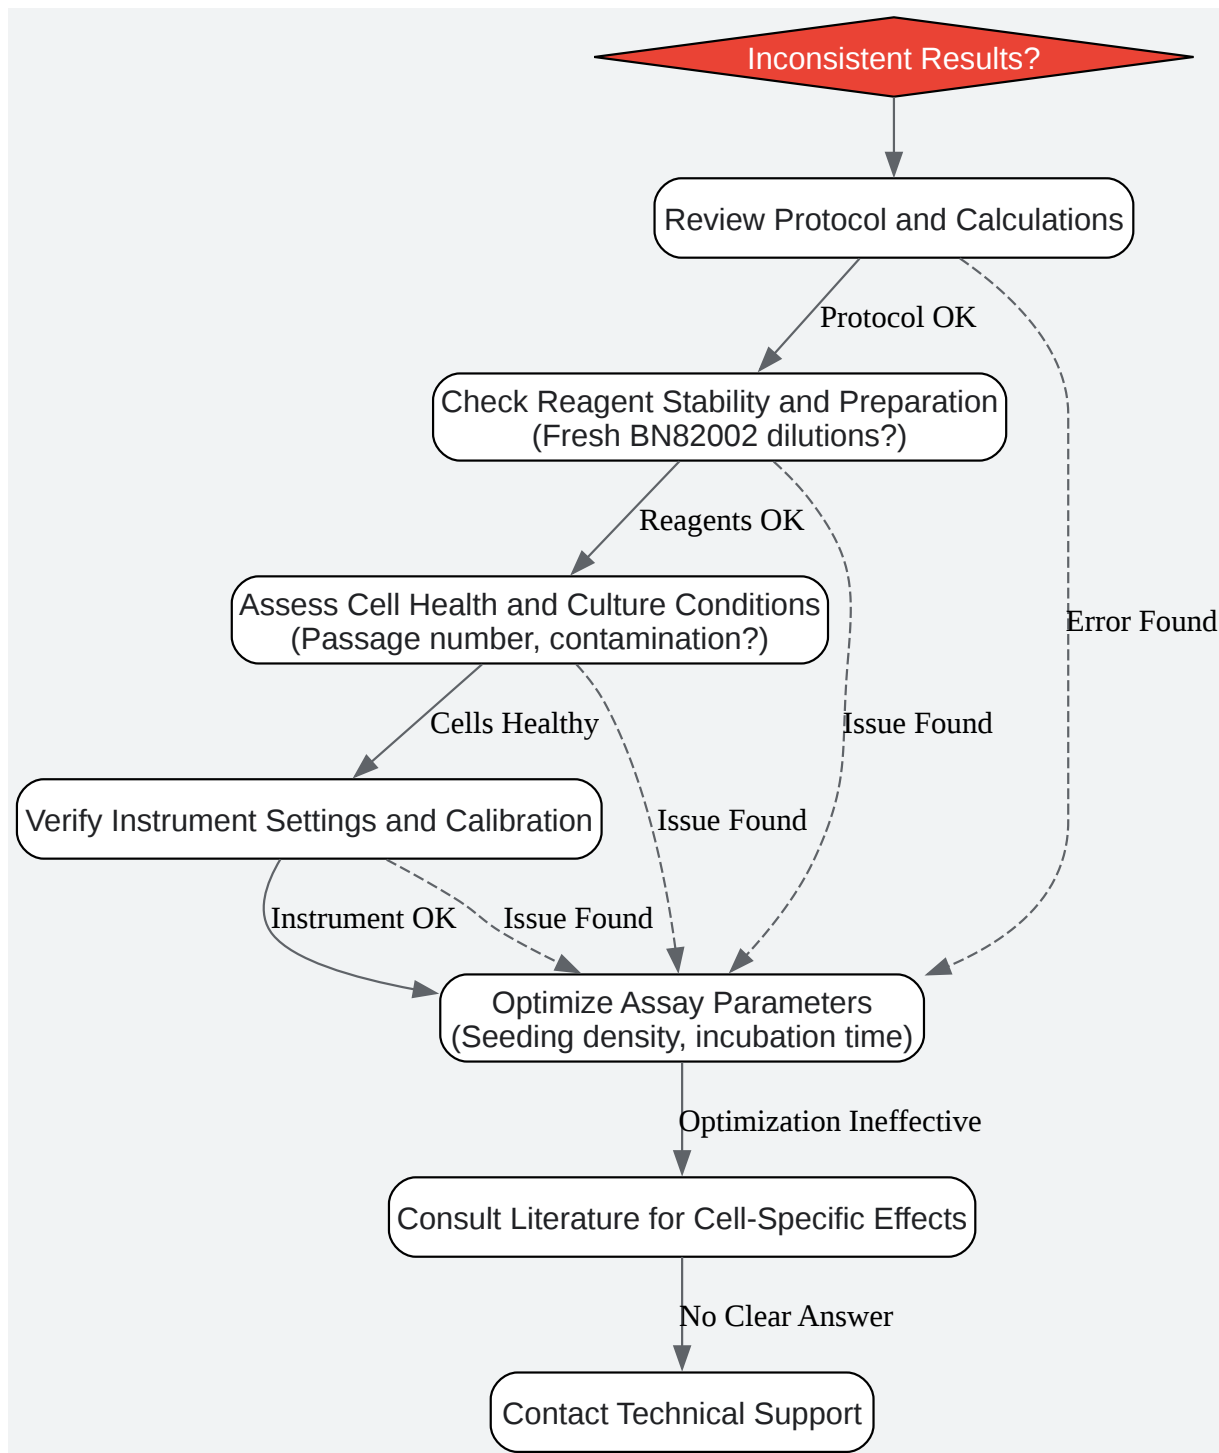 Inconsistent Results?
Review Protocol and Calculations
Protocol OK
Check Reagent Stability and Preparation
(Fresh BN82002 dilutions?)
Reagents OK
Assess Cell Health and Culture Conditions
(Passage number, contamination?)
Error Found
Cells Healthy
Issue Found
Verify Instrument Settings and Calibration
Issue Found
Instrument OK
Issue Found
Optimize Assay Parameters
(Seeding density, incubation time)
Optimization Ineffective
Consult Literature for Cell-Specific Effects
No Clear Answer
Contact Technical Support